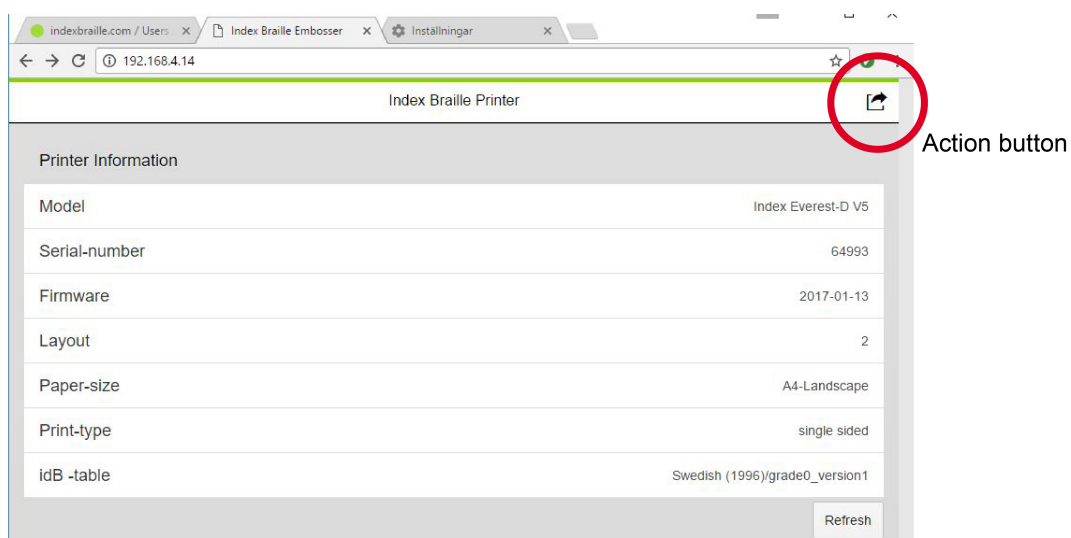 indexbraille.com / Users Index Braille Embosser Inställningar
192.168.4.14
Index Braille Printer
Action button
Printer Information
Model Index Everest-D V5
Serial-number 64993
Firmware 2017-01-13
Layout 2
Paper-size A4-Landscape
Print-type single sided
idB -table Swedish (1996)/grade0_version1
Refresh